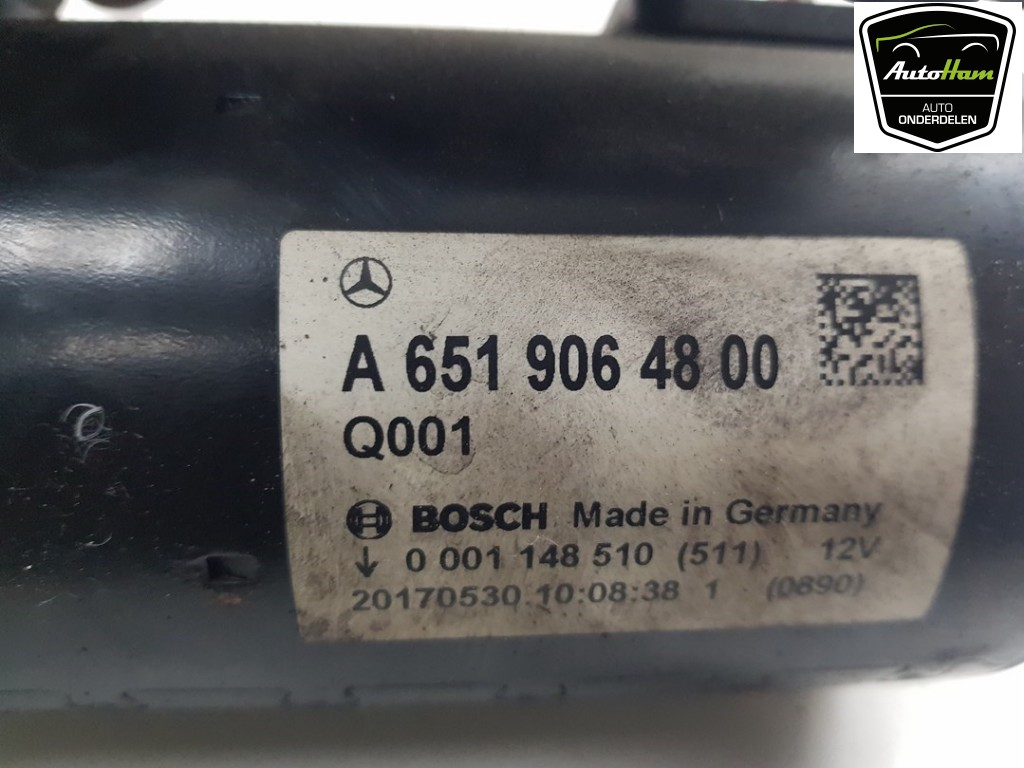 AutoHam
AUTO
ONDERDELEN
A 651 906 48 00
Q001
BOSCH Made in Germany
↓ 0 001 148 510 (511) 12V
20170530 10:08:38 1 (0690)